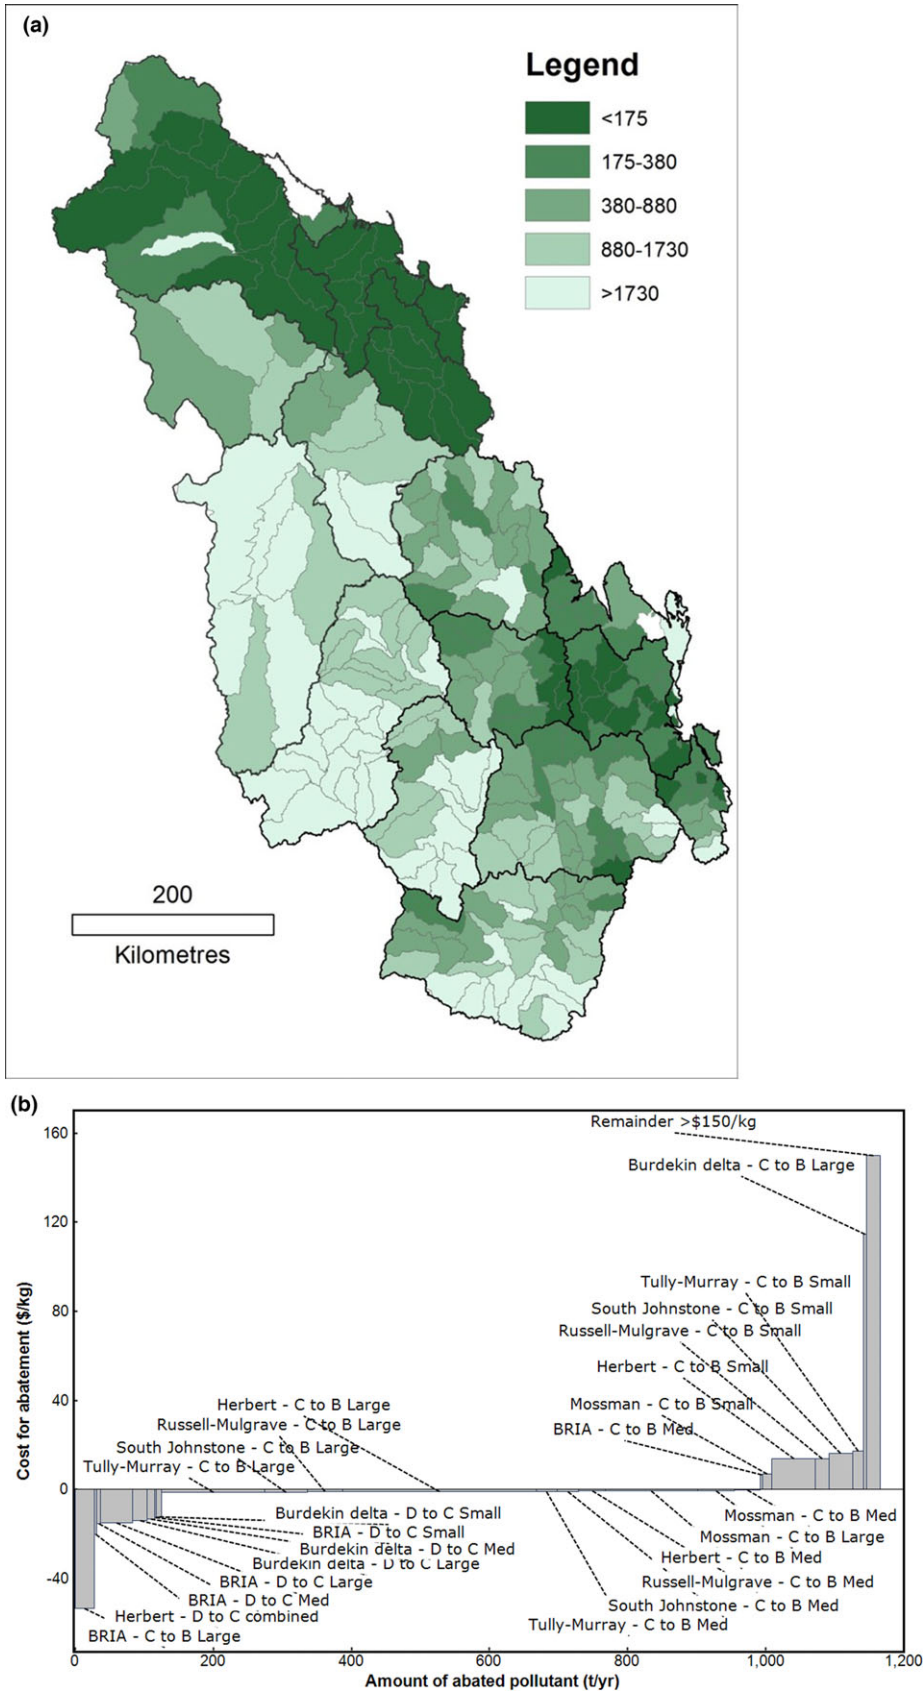 (a)
Legend
<175
175-380
380-880
880-1730
>1730
200
Kilometres
(b)
Cost for abatement ($/kg)
160
120
80
40
0
-40
Remainder >$150/kg
Burdekin delta - C to B Large
Tully-Murray - C to B Small
South Johnstone - C to B Small
Russell-Mulgrave - C to B Small
Herbert - C to B Small
Mossman - C to B Small
BRIA - C to B Med
Herbert - C to B Large
Russell-Mulgrave - C to B Large
South Johnstone - C to B Large
Tully-Murray - C to B Large
Burdekin delta - D to C Small
BRIA - D to C Small
Burdekin delta - D to C Med
Burdekin delta - D to C Large
BRIA - D to C Large
BRIA - D to C Med
Herbert - D to C combined
BRIA - C to B Large
Mossman - C to B Med
Mossman - C to B Large
Herbert - C to B Med
Russell-Mulgrave - C to B Med
South Johnstone - C to B Med
Tully-Murray - C to B Med
0 200 400 600 800 1,000 1,200
Amount of abated pollutant (t/yr)